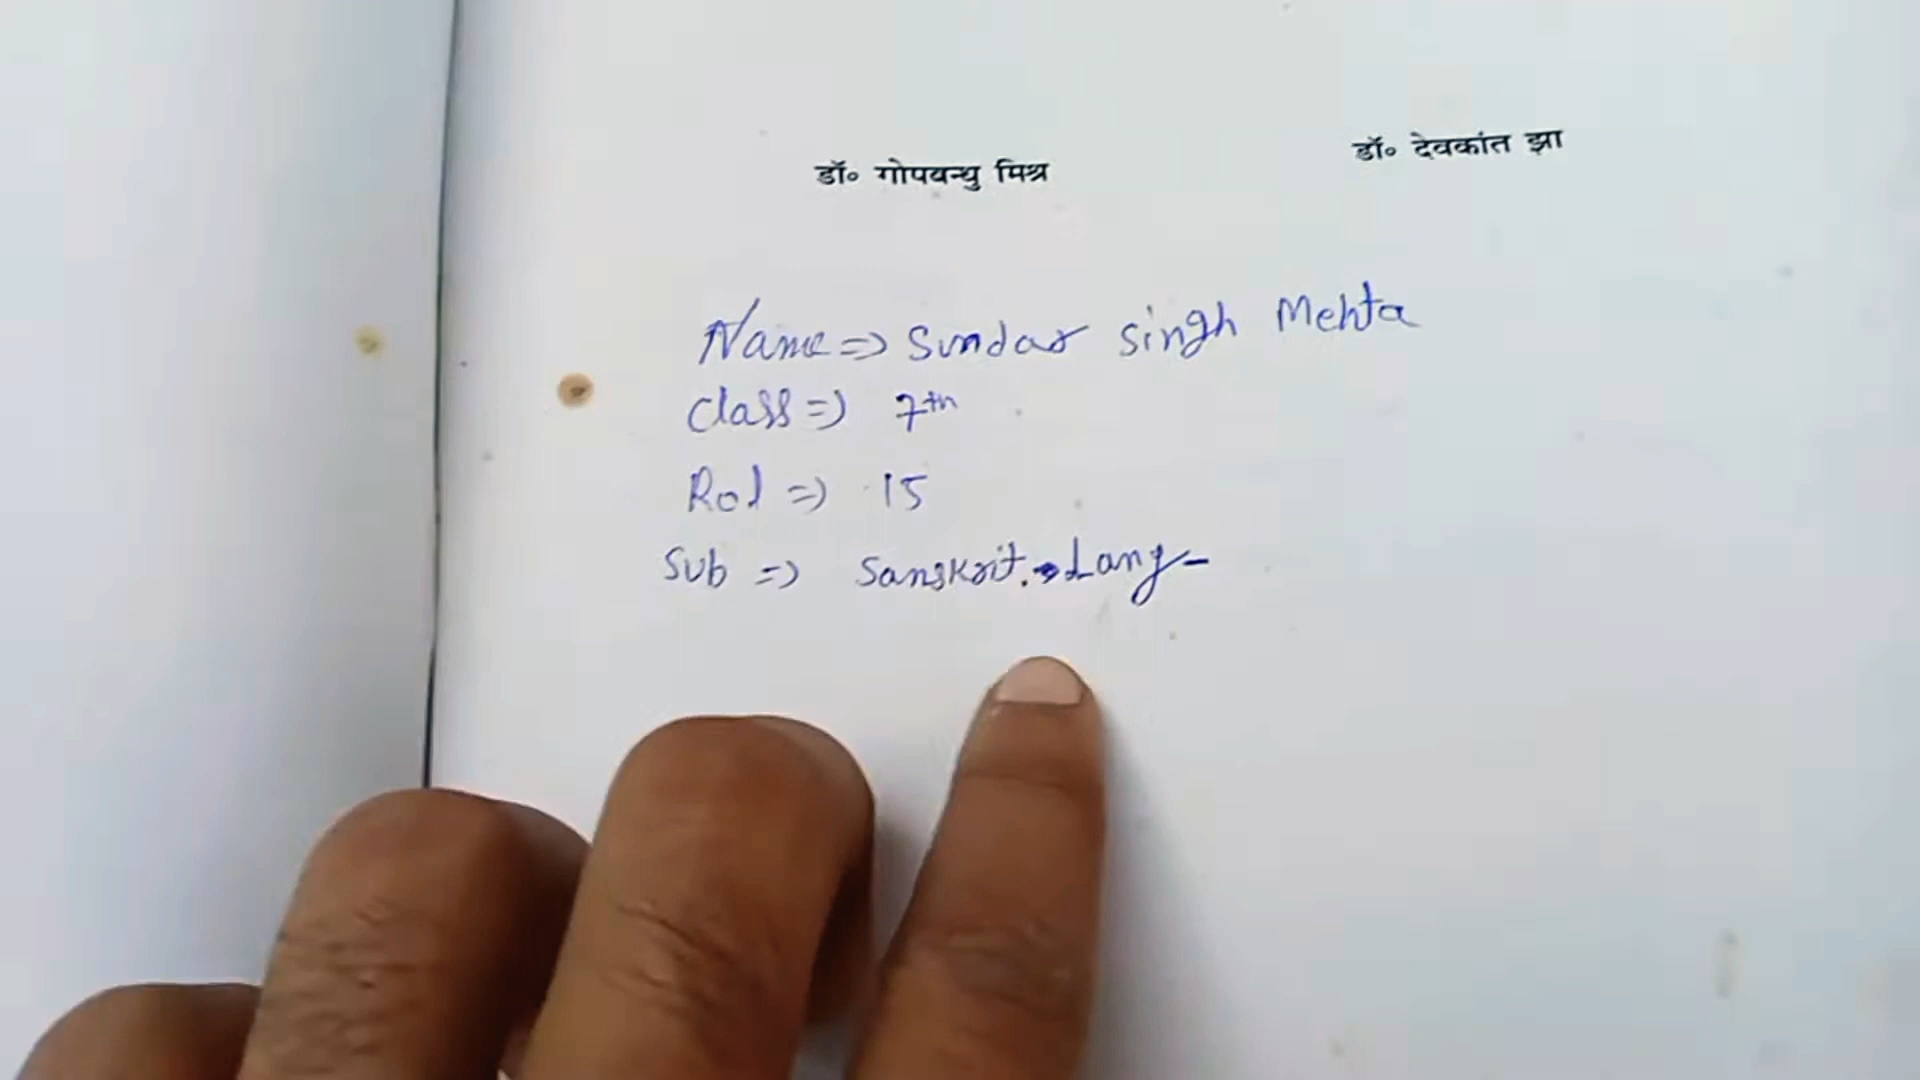 डॉ० गोपबन्धु मिश्र
डॉ० देवकांत झा
Name => Sundar Singh Mehta
Class => 7th
Rol => 15
Sub => Sanskrit. Lang-